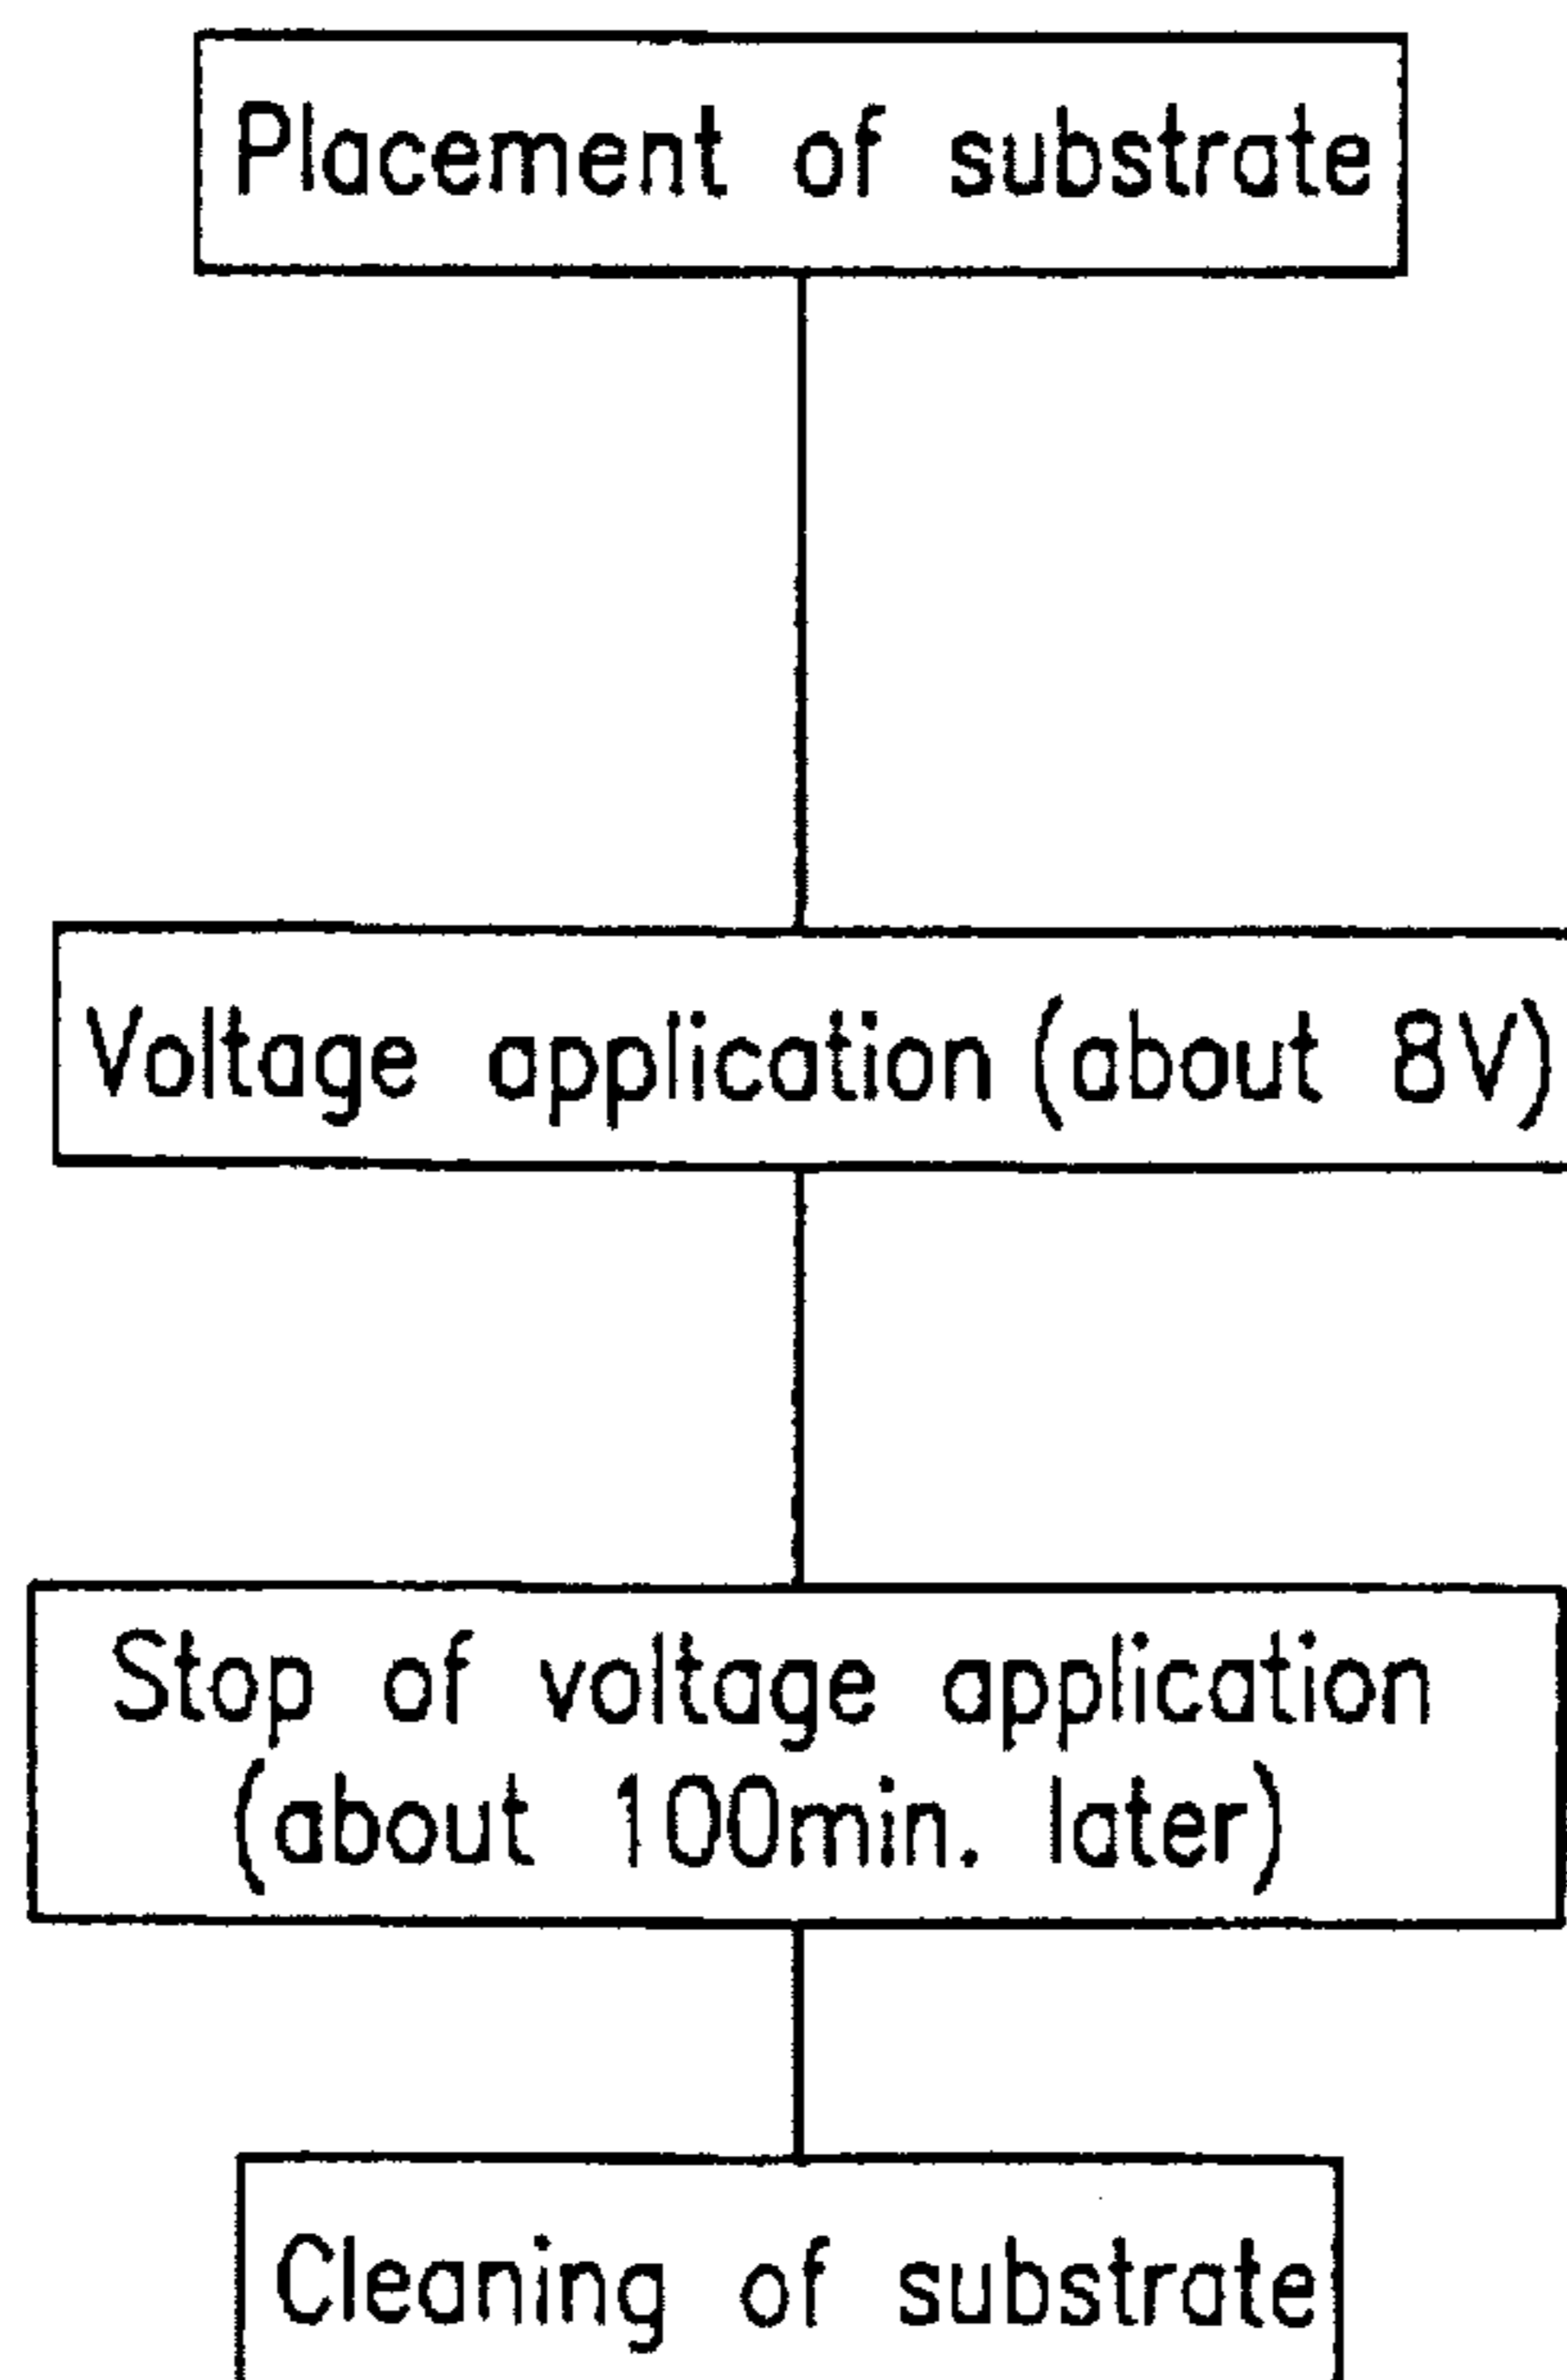 Placement of substrate
Voltage application (about 8V)
Stop of voltage application
(about 100min. later)
Cleaning of substrate